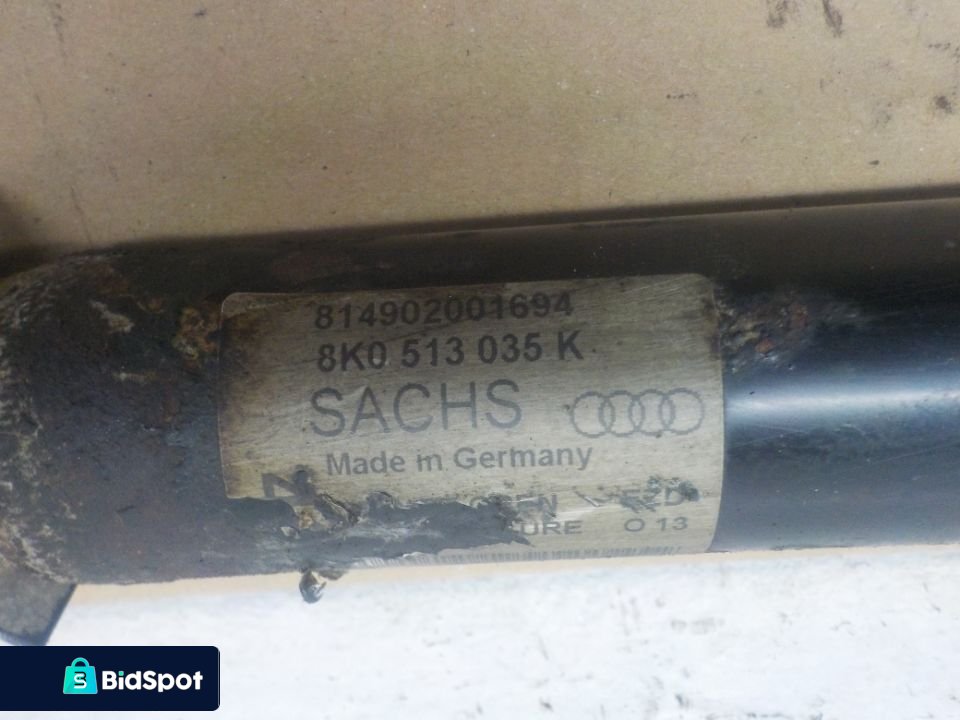 814902001694
8K0 513 035 K
SACHS
Made in Germany
O 13
BidSpot